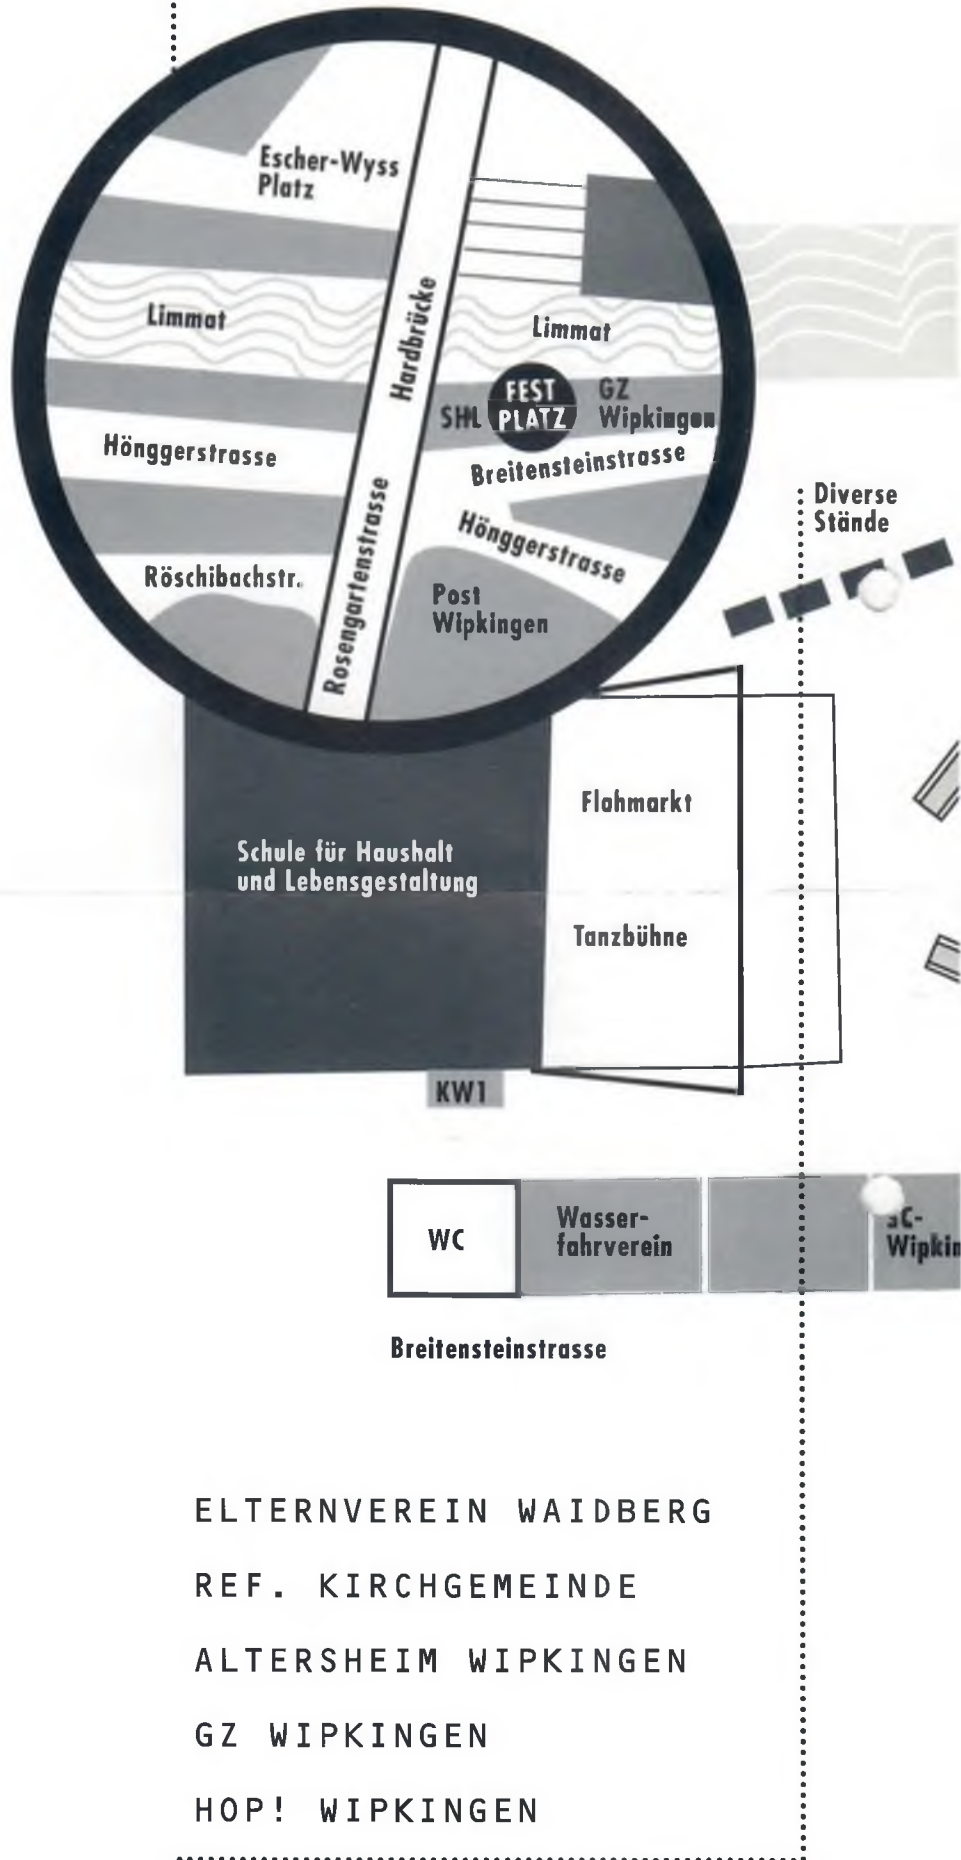 Escher-Wyss
Platz
Limmat
Hardbrücke
Limmat
FEST
PLATZ
SHL
GZ
Wipkingen
Hönggerstrasse
Breitensteinstrasse
Hönggerstrasse
Röschibachstr.
Rosengartenstrasse
Post
Wipkingen
Diverse
Stände
Flohmarkt
Schule für Haushalt
und Lebensgestaltung
Tanzbühne
KW1
WC
Wasser-
fahrverein
Breitensteinstrasse
ELTERNVEREIN WAIDBERG
REF. KIRCHGEMEINDE
ALTERSHEIM WIPKINGEN
GZ WIPKINGEN
HOP! WIPKINGEN